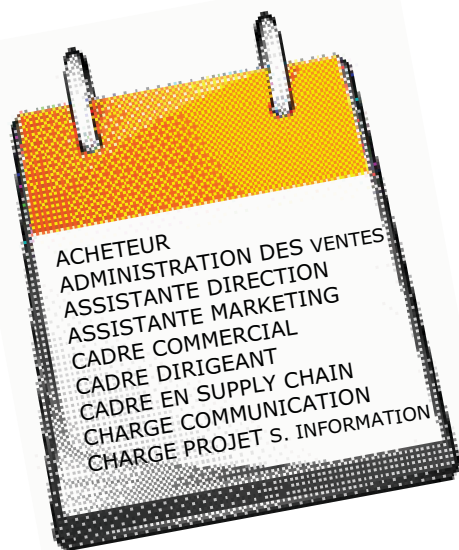 ACHETEUR
ADMINISTRATION DES VENTES
ASSISTANTE DIRECTION
ASSISTANTE MARKETING
CADRE COMMERCIAL
CADRE DIRIGEANT
CADRE EN SUPPLY CHAIN
CHARGE COMMUNICATION
CHARGE PROJET S. INFORMATION